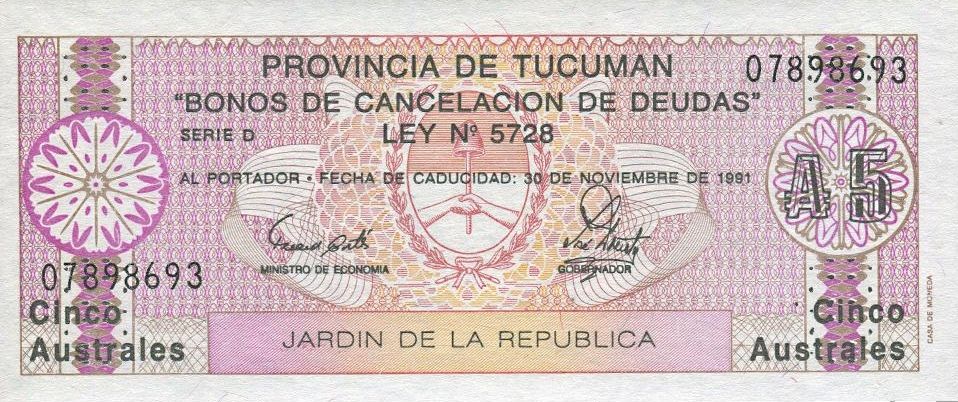 PROVINCIA DE TUCUMAN
07898693
"BONOS DE CANCELACION DE DEUDAS"
SERIE D
LEY Nº 5728
AL PORTADOR • FECHA DE CADUCIDAD: 30 DE NOVIEMBRE DE 1991
A 5
MINISTRO DE ECONOMIA
GOBERNADOR
07898693
Cinco
Australes
JARDIN DE LA REPUBLICA
Cinco
Australes
CASA DE MONEDA